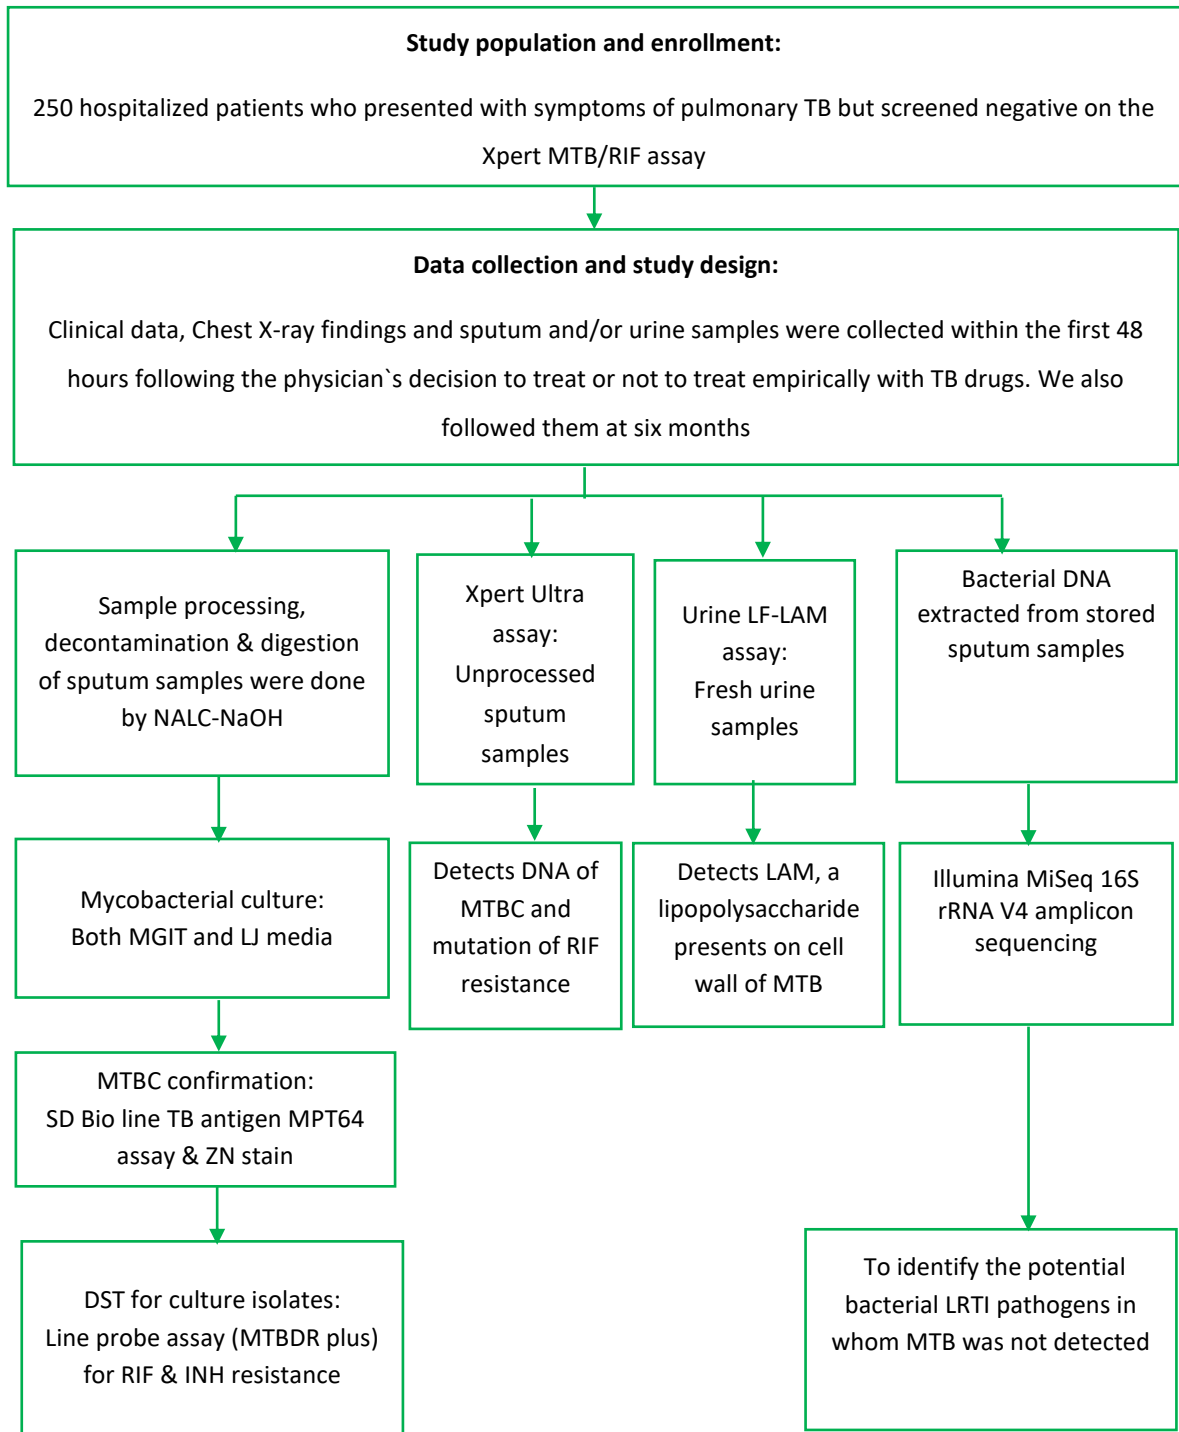 Study population and enrollment:
250 hospitalized patients who presented with symptoms of pulmonary TB but screened negative on the
Xpert MTB/RIF assay
Data collection and study design:
Clinical data, Chest X-ray findings and sputum and/or urine samples were collected within the first 48
hours following the physician`s decision to treat or not to treat empirically with TB drugs. We also
followed them at six months
Sample processing,
decontamination & digestion
of sputum samples were done
by NALC-NaOH
Xpert Ultra
assay:
Unprocessed
sputum
samples
Urine LF-LAM
assay:
Fresh urine
samples
Bacterial DNA
extracted from stored
sputum samples
Mycobacterial culture:
Both MGIT and LJ media
Detects DNA of
MTBC and
mutation of RIF
resistance
Detects LAM, a
lipopolysaccharide
presents on cell
wall of MTB
Illumina MiSeq 16S
rRNA V4 amplicon
sequencing
MTBC confirmation:
SD Bio line TB antigen MPT64
assay & ZN stain
DST for culture isolates:
Line probe assay (MTBDR plus)
for RIF & INH resistance
To identify the potential
bacterial LRTI pathogens in
whom MTB was not detected